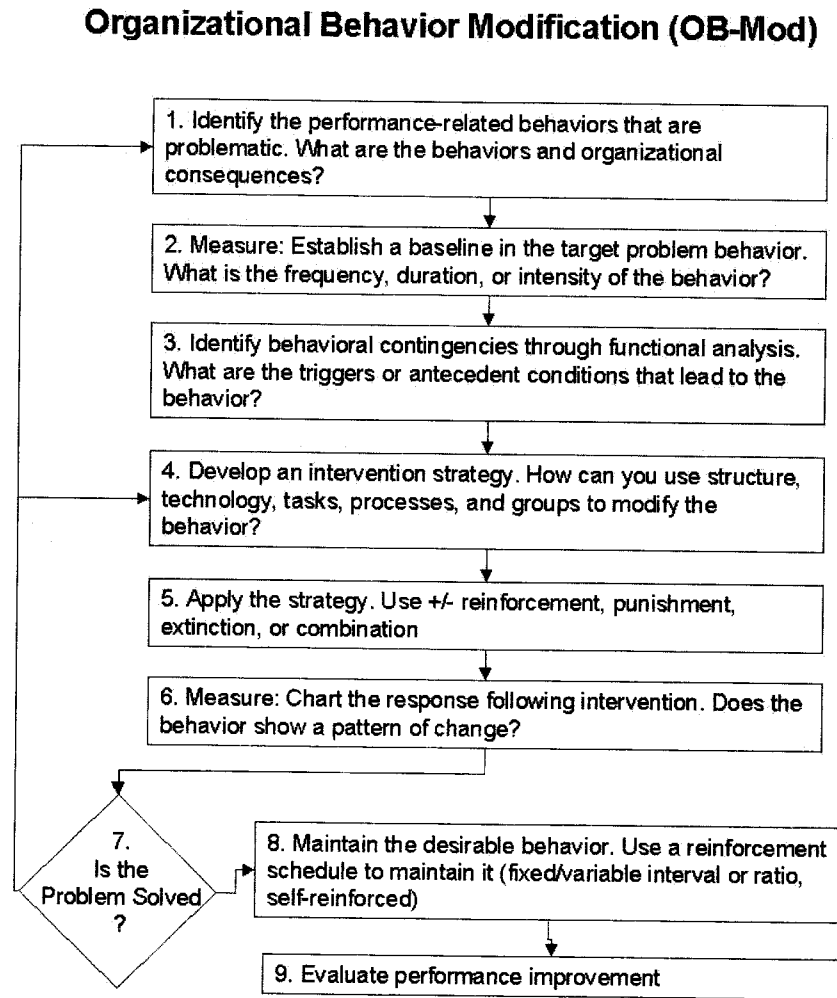 Organizational Behavior Modification (OB-Mod)
1. Identify the performance-related behaviors that are
problematic. What are the behaviors and organizational
consequences?
2. Measure: Establish a baseline in the target problem behavior.
What is the frequency, duration, or intensity of the behavior?
3. Identify behavioral contingencies through functional analysis.
What are the triggers or antecedent conditions that lead to the
behavior?
4. Develop an intervention strategy. How can you use structure,
technology, tasks, processes, and groups to modify the
behavior?
5. Apply the strategy. Use +/- reinforcement, punishment,
extinction, or combination
6. Measure: Chart the response following intervention. Does the
behavior show a pattern of change?
7.
Is the
Problem Solved
?
8. Maintain the desirable behavior. Use a reinforcement
schedule to maintain it (fixed/variable interval or ratio,
self-reinforced)
9. Evaluate performance improvement